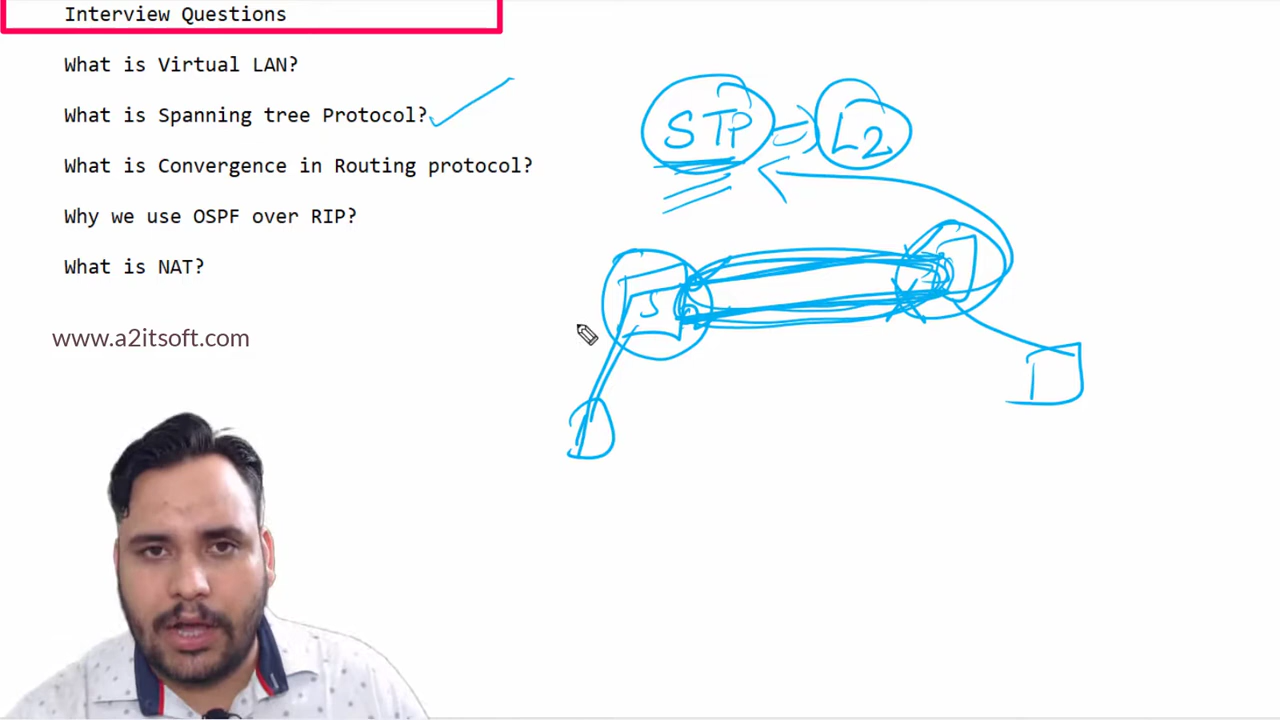 Interview Questions
What is Virtual LAN?
What is Spanning tree Protocol?
What is Convergence in Routing protocol?
Why we use OSPF over RIP?
What is NAT?
www.a2itsoft.com
STP
L2
S